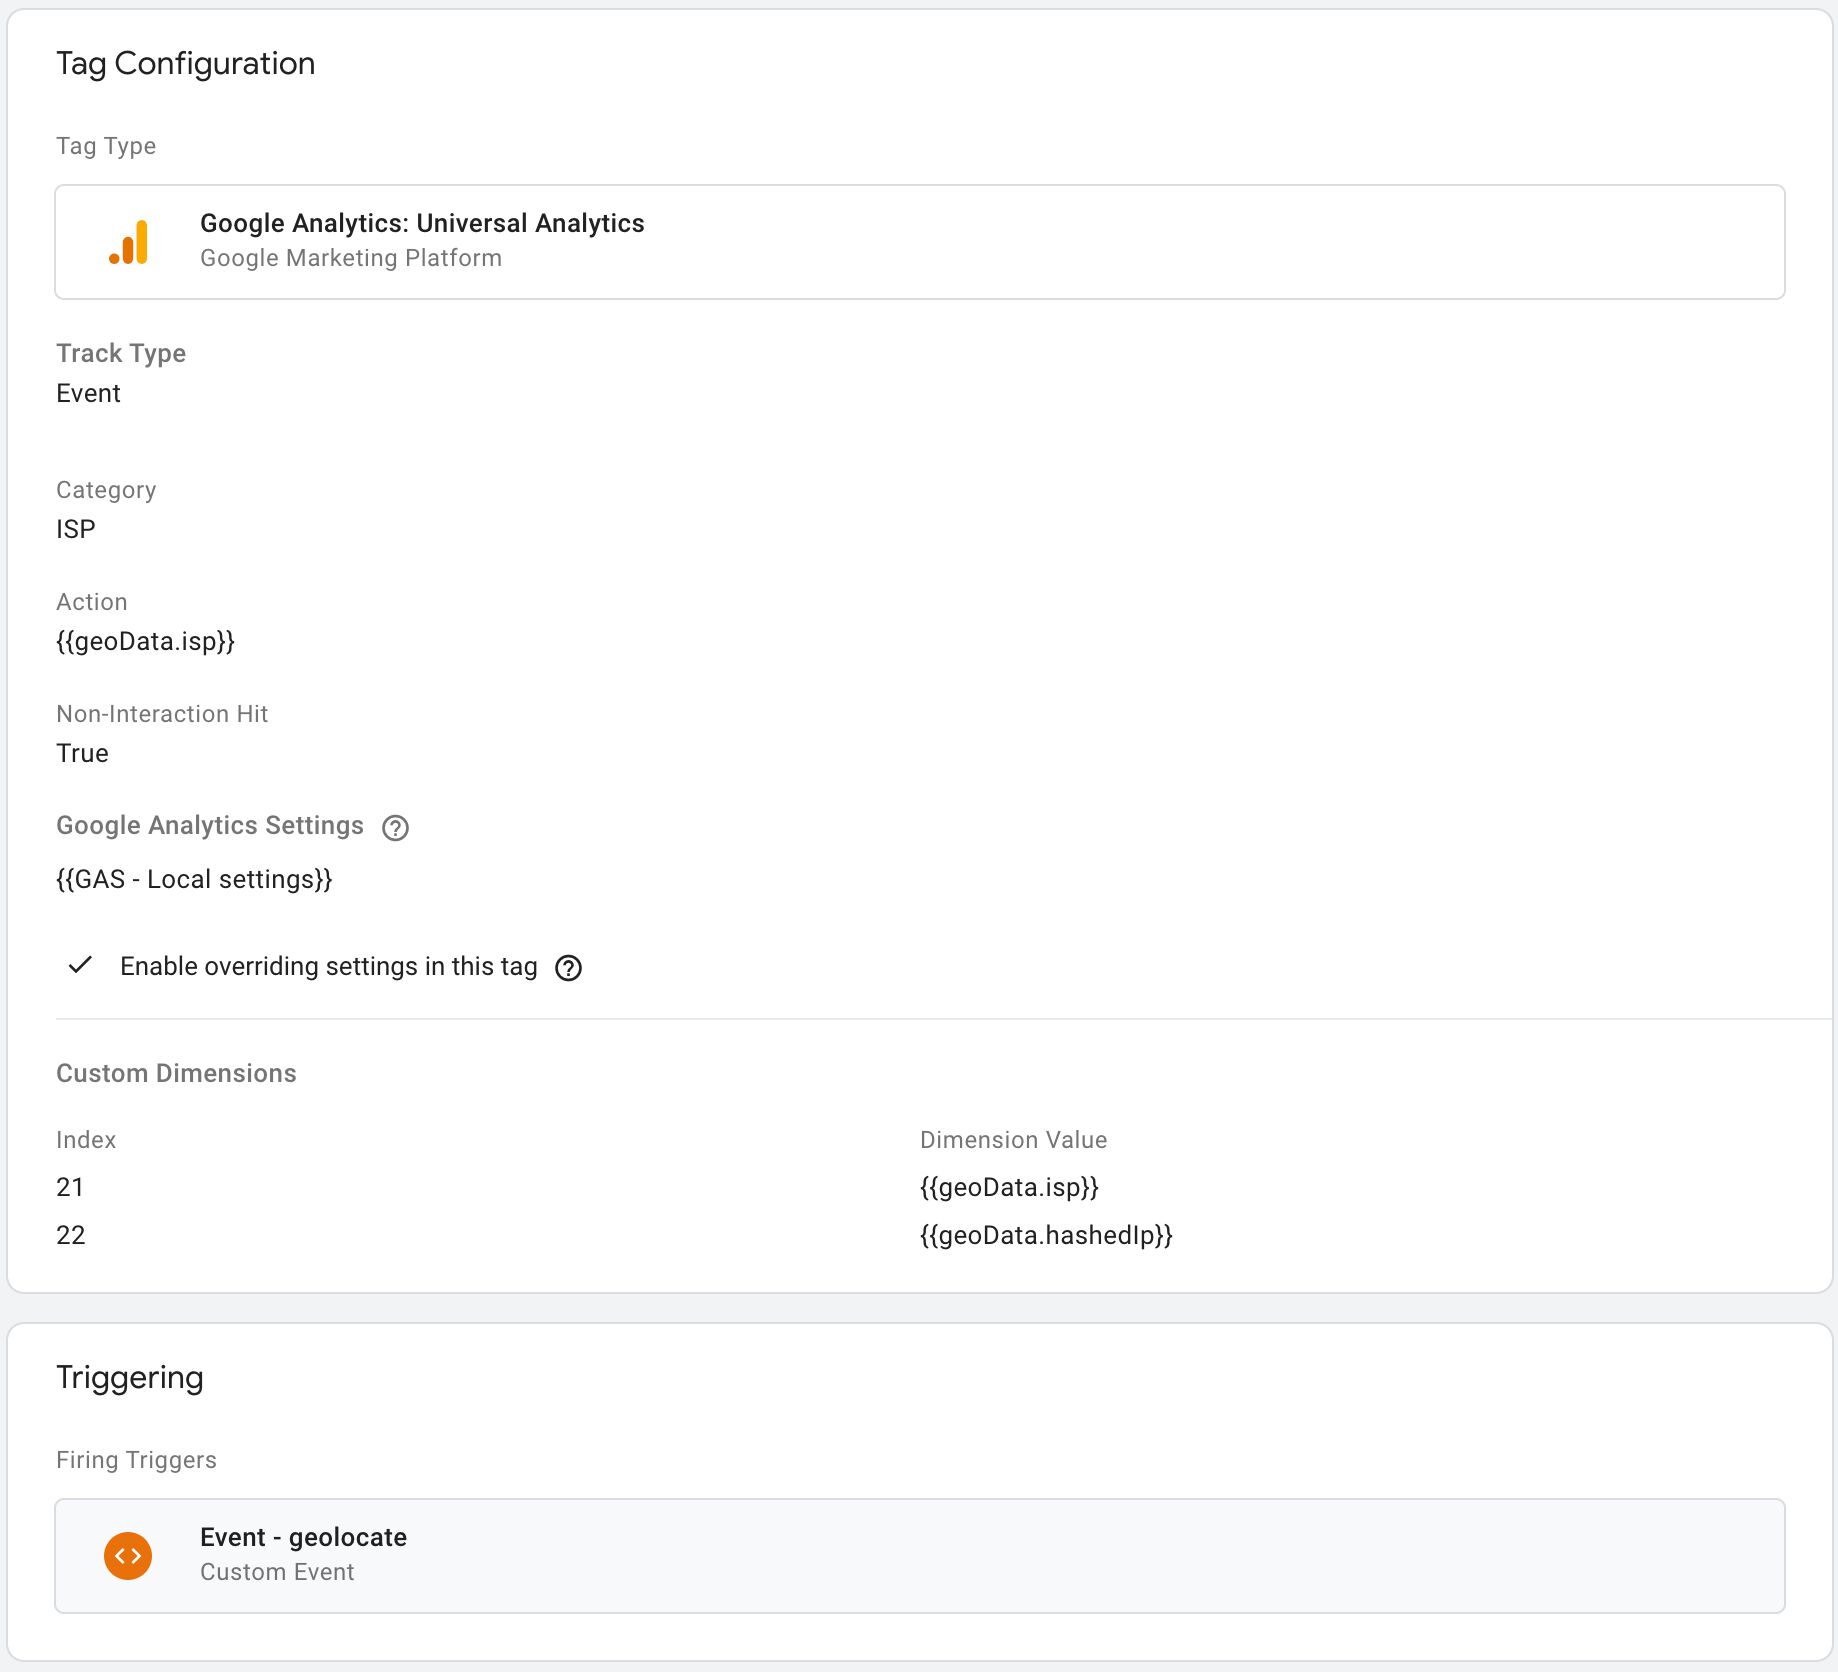 Tag Configuration
Tag Type
Google Analytics: Universal Analytics
Google Marketing Platform
Track Type
Event
Category
ISP
Action
{{geoData.isp}}
Non-Interaction Hit
True
Google Analytics Settings
{{GAS - Local settings}}
Enable overriding settings in this tag
Custom Dimensions
Index Dimension Value
21 {{geoData.isp}}
22 {{geoData.hashedIp}}
Triggering
Firing Triggers
Event - geolocate
Custom Event